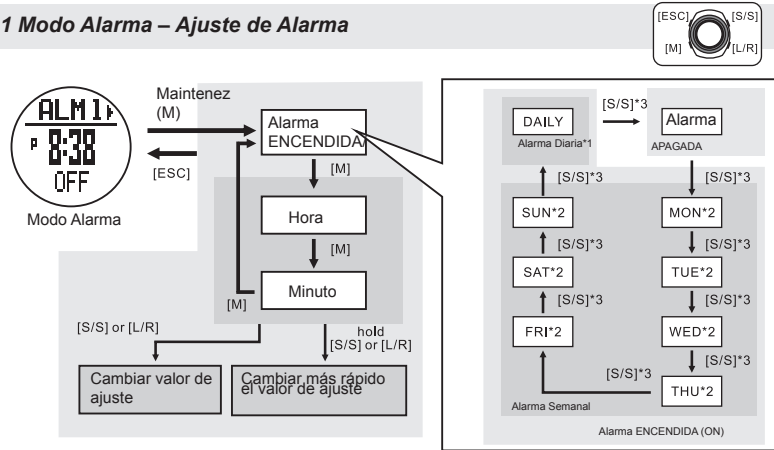 1 Modo Alarma – Ajuste de Alarma
[ESC]
[S/S]
[M]
[L/R]
ALM 1
P 8:38
OFF
Modo Alarma
Maintenez
(M)
[ESC]
Alarma
ENCENDIDA/
[M]
Hora
[M]
Minuto
[M]
[S/S] or [L/R]
hold
[S/S] or [L/R]
Cambiar valor de
ajuste
Cambiar más rápido
el valor de ajuste
DAILY
Alarma Diaria*1
[S/S]*3
Alarma
APAGADA
[S/S]*3
[S/S]*3
SUN*2
MON*2
[S/S]*3
[S/S]*3
SAT*2
TUE*2
[S/S]*3
[S/S]*3
FRI*2
WED*2
[S/S]*3
[S/S]*3
THU*2
Alarma Semanal
Alarma ENCENDIDA (ON)